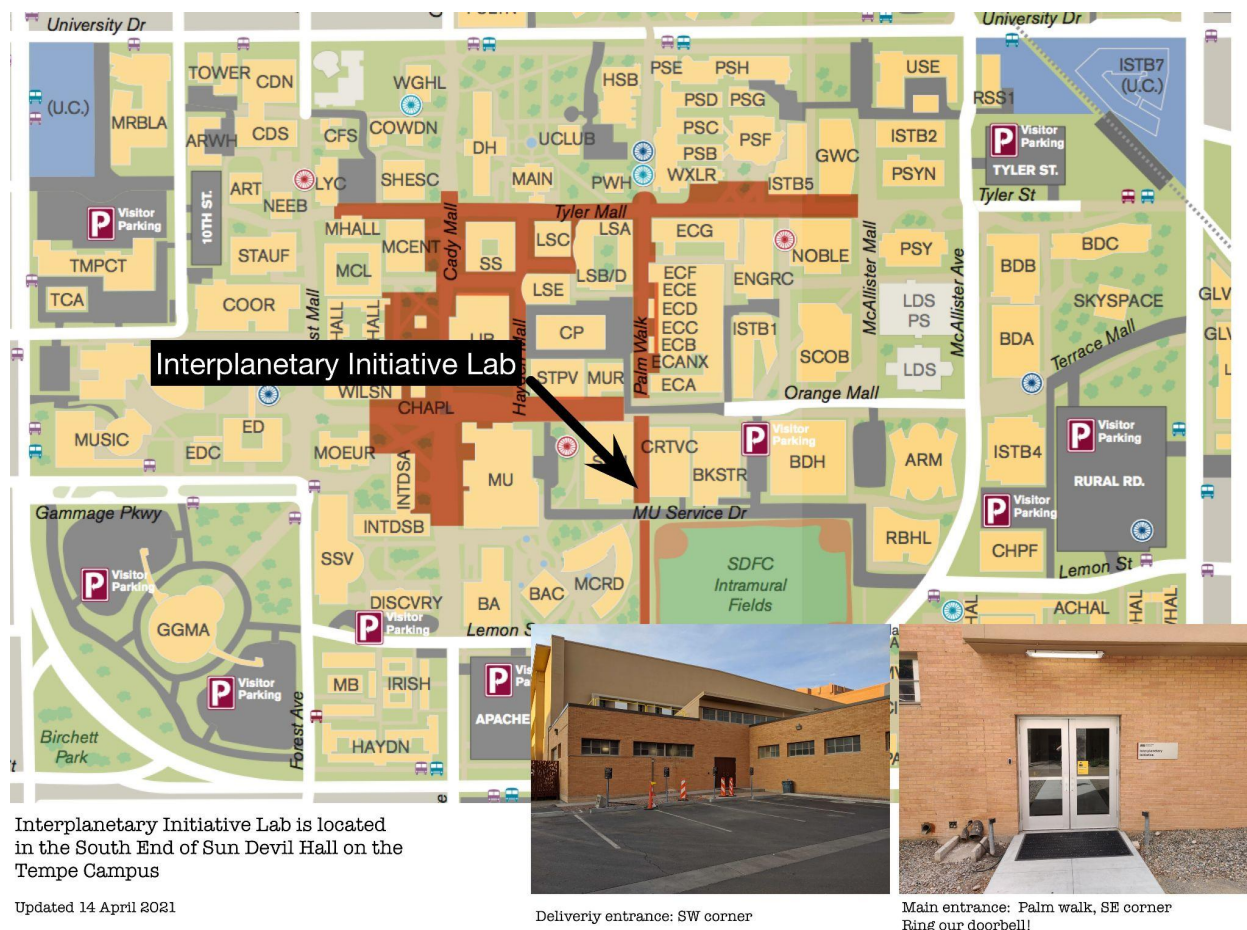 University Dr
University Dr
TOWER
CDN
WGHL
HSB
PSE
PSH
USE
ISTB7
(U.C.)
(U.C.)
MRBLA
RSS1
PSD
PSG
ARWH
CDS
CFS
COWDN
DH
UCLUB
PSC
PSF
ISTB2
Visitor
Parking
PSB
GWC
TYLER ST.
ART
LYC
SHESC
MAIN
PWH
WXLR
ISTB5
PSYN
NEEB
Tyler St
P
Visitor
Parking
10TH ST.
Tyler Mall
MHALL
MCENT
Cady Mall
LSC
LSA
ECG
STAUF
SS
NOBLE
McAllister Mall
PSY
McAllister Ave
BDB
BDC
TMPCT
MCL
LSB/D
ECF
ENGRC
TCA
COOR
LSE
ECE
ECD
LDS
PS
SKYSPACE
GLV
CP
Palm Walk
ECC
ISTB1
BDA
ECB
SCOB
Terrace Mall
Interplanetary Initiative Lab
ECANX
LDS
WILSN
STPV
MUR
ECA
Orange Mall
CHAPL
MUSIC
ED
EDC
MOEUR
INTDSA
MU
CRTVC
BKSTR
P
Visitor
Parking
BDH
ARM
ISTB4
P
Visitor
Parking
RURAL RD.
Gammage Pkwy
INTDSB
MU Service Dr
P
Visitor
Parking
SSV
RBHL
CHPF
P
Visitor
Parking
SDFC
Intramural
Fields
Lemon St
GGMA
DISCVRY
BA
BAC
MCRD
ACHAL
P
Visitor
Parking
Lemon S
P
Visitor
Parking
MB
IRISH
P
APACHE
HAYDN
Forest Ave
Birchett
Park
Interplanetary Initiative Lab is located
in the South End of Sun Devil Hall on the
Tempe Campus
Updated 14 April 2021
Deliveriy entrance: SW corner
Main entrance: Palm walk, SE corner
Ring our doorbell!